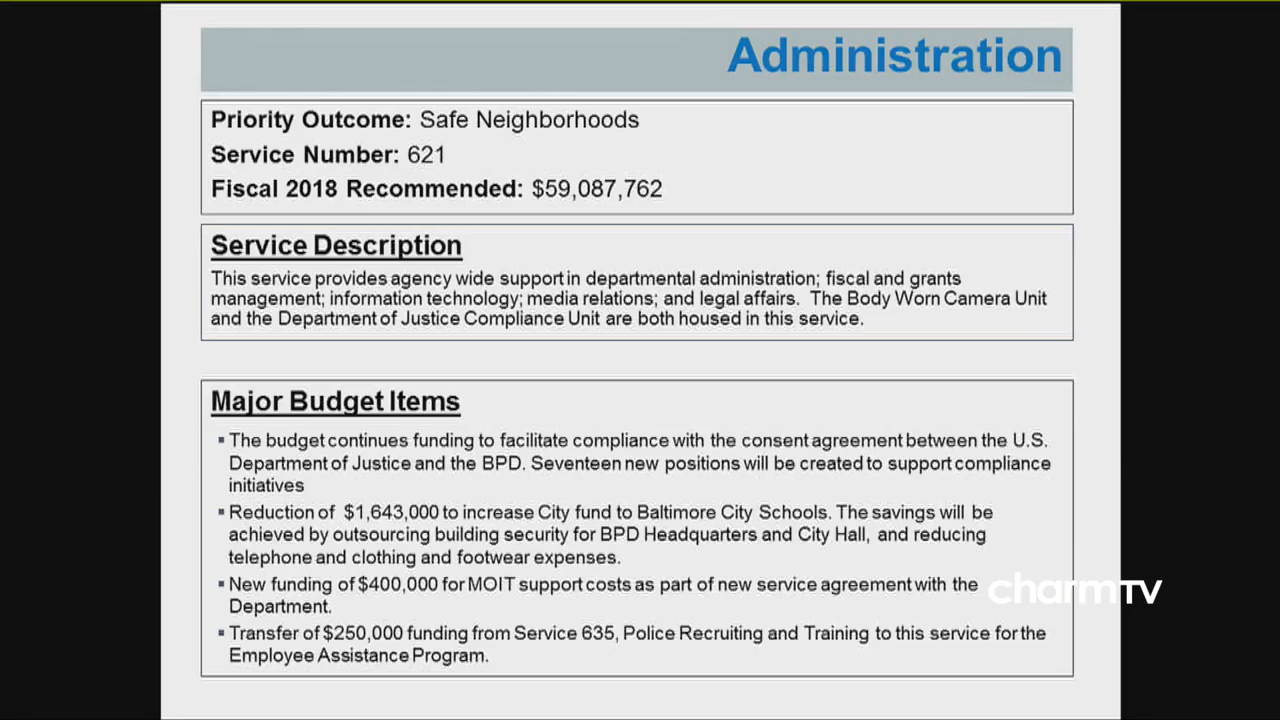 Administration
Priority Outcome: Safe Neighborhoods
Service Number: 621
Fiscal 2018 Recommended: $59,087,762
Service Description
This service provides agency wide support in departmental administration; fiscal and grants
management; information technology; media relations; and legal affairs. The Body Worn Camera Unit
and the Department of Justice Compliance Unit are both housed in this service.
Major Budget Items
▪ The budget continues funding to facilitate compliance with the consent agreement between the U.S.
Department of Justice and the BPD. Seventeen new positions will be created to support compliance
initiatives
▪ Reduction of $1,643,000 to increase City fund to Baltimore City Schools. The savings will be
achieved by outsourcing building security for BPD Headquarters and City Hall, and reducing
telephone and clothing and footwear expenses.
▪ New funding of $400,000 for MOIT support costs as part of new service agreement with the
Department.
▪ Transfer of $250,000 funding from Service 635, Police Recruiting and Training to this service for the
Employee Assistance Program.
charmTV